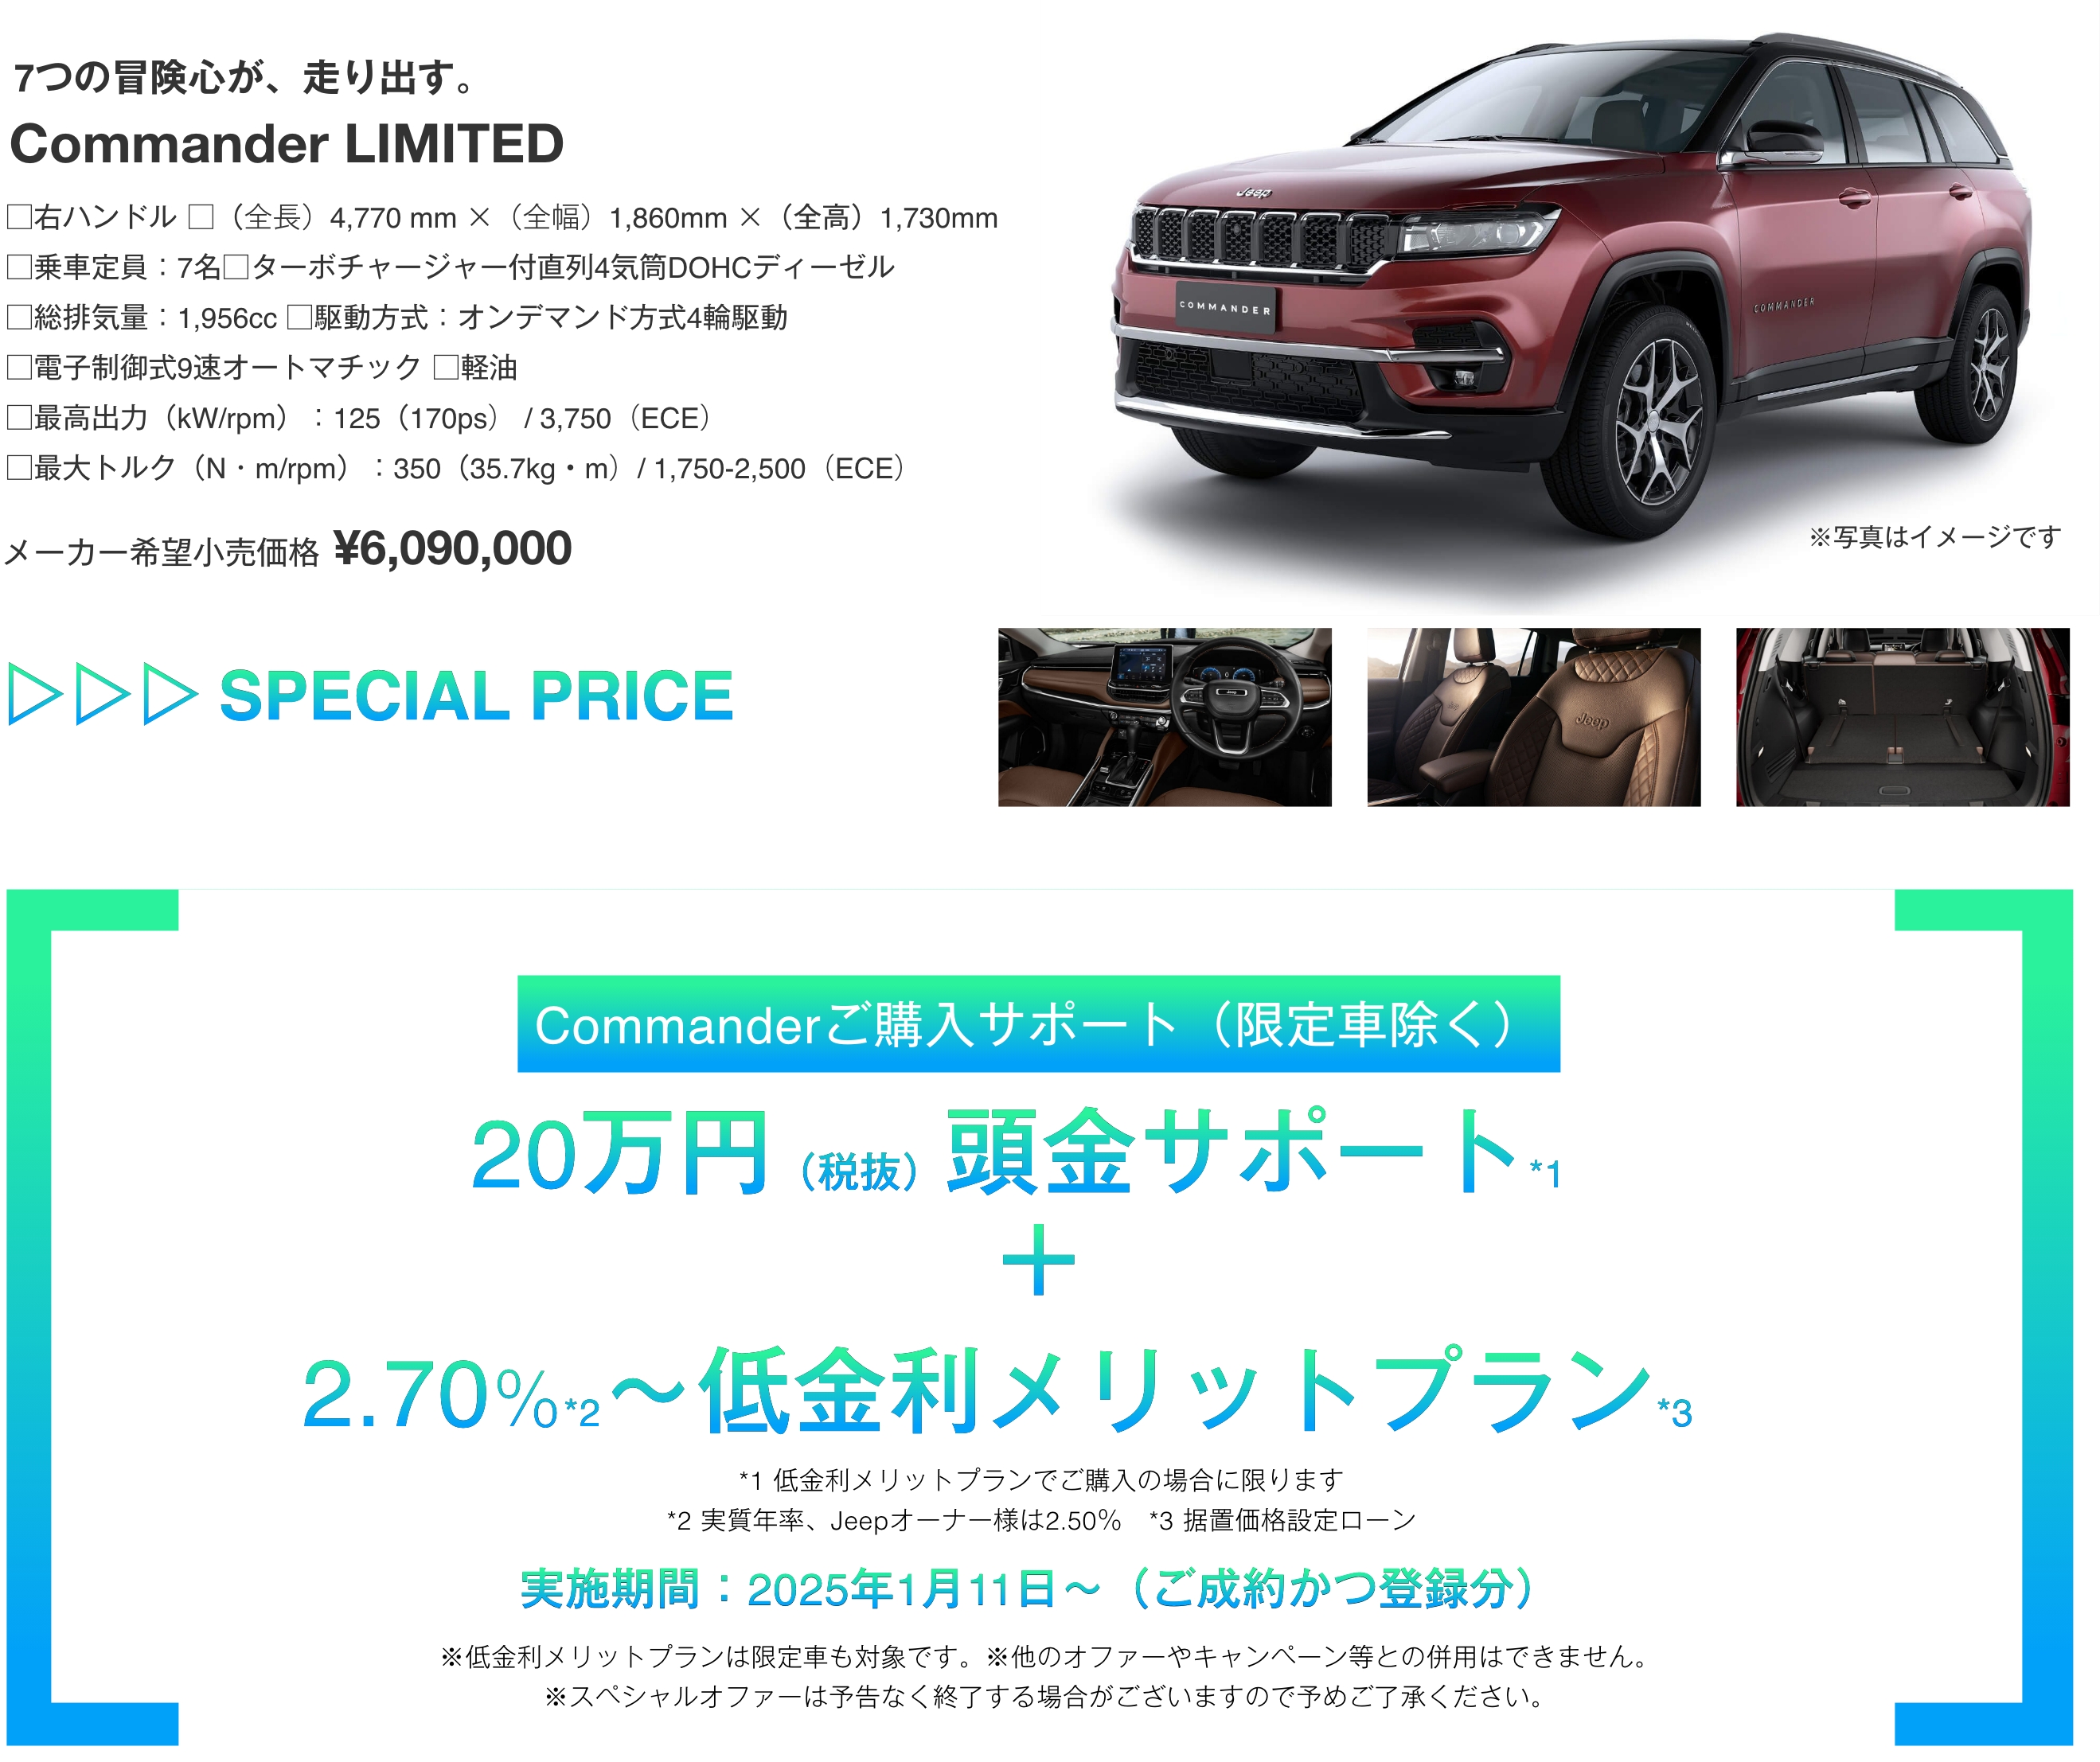 7つの冒険心が、走り出す。
Commander LIMITED
□右ハンドル □（全長）4,770 mm ×（全幅）1,860mm ×（全高）1,730mm
□乗車定員：7名□ターボチャージャー付直列4気筒DOHCディーゼル
□総排気量：1,956cc □駆動方式：オンデマンド方式4輪駆動
□電子制御式9速オートマチック □軽油
□最高出力（kW/rpm）：125（170ps） / 3,750（ECE）
□最大トルク（N・m/rpm）：350（35.7kg・m）/ 1,750-2,500（ECE）
メーカー希望小売価格 ¥6,090,000
Jeep
COMMANDER
COMMANDER
※写真はイメージです
▷▷▷ SPECIAL PRICE
Jeep
Jeep
Commanderご購入サポート（限定車除く）
20万円（税抜）頭金サポート*1
+
2.70%*2～低金利メリットプラン*3
*1 低金利メリットプランでご購入の場合に限ります
*2 実質年率、Jeepオーナー様は2.50%　*3 据置価格設定ローン
実施期間：2025年1月11日～（ご成約かつ登録分）
※低金利メリットプランは限定車も対象です。※他のオファーやキャンペーン等との併用はできません。
※スペシャルオファーは予告なく終了する場合がございますので予めご了承ください。